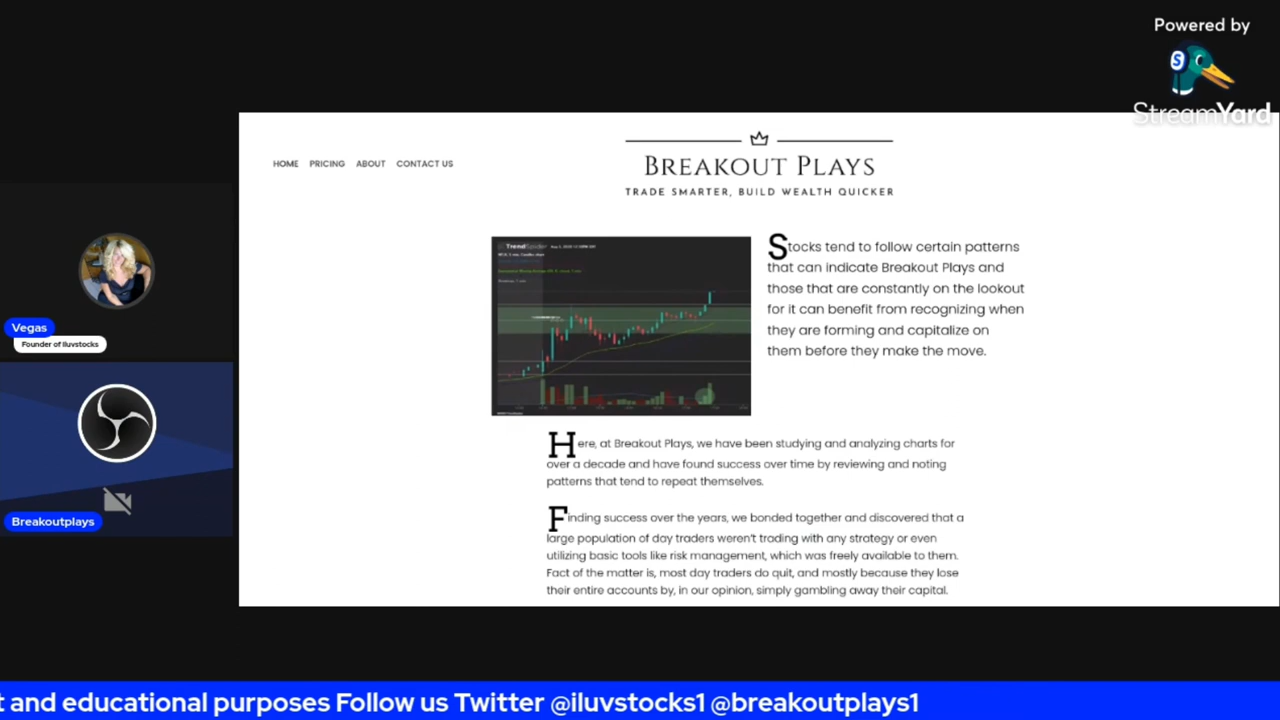 Powered by
StreamYard
HOME PRICING ABOUT CONTACT US
BREAKOUT PLAYS
TRADE SMARTER, BUILD WEALTH QUICKER
TrendSpider
Stocks tend to follow certain patterns
that can indicate Breakout Plays and
those that are constantly on the lookout
for it can benefit from recognizing when
they are forming and capitalize on
them before they make the move.
Here, at Breakout Plays, we have been studying and analyzing charts for
over a decade and have found success over time by reviewing and noting
patterns that tend to repeat themselves.
Finding success over the years, we bonded together and discovered that a
large population of day traders weren't trading with any strategy or even
utilizing basic tools like risk management, which was freely available to them.
Fact of the matter is, most day traders do quit, and mostly because they lose
their entire accounts by, in our opinion, simply gambling away their capital.
Vegas
Founder of iluvstocks
Breakoutplays
t and educational purposes Follow us Twitter @iluvstocks1 @breakoutplays1